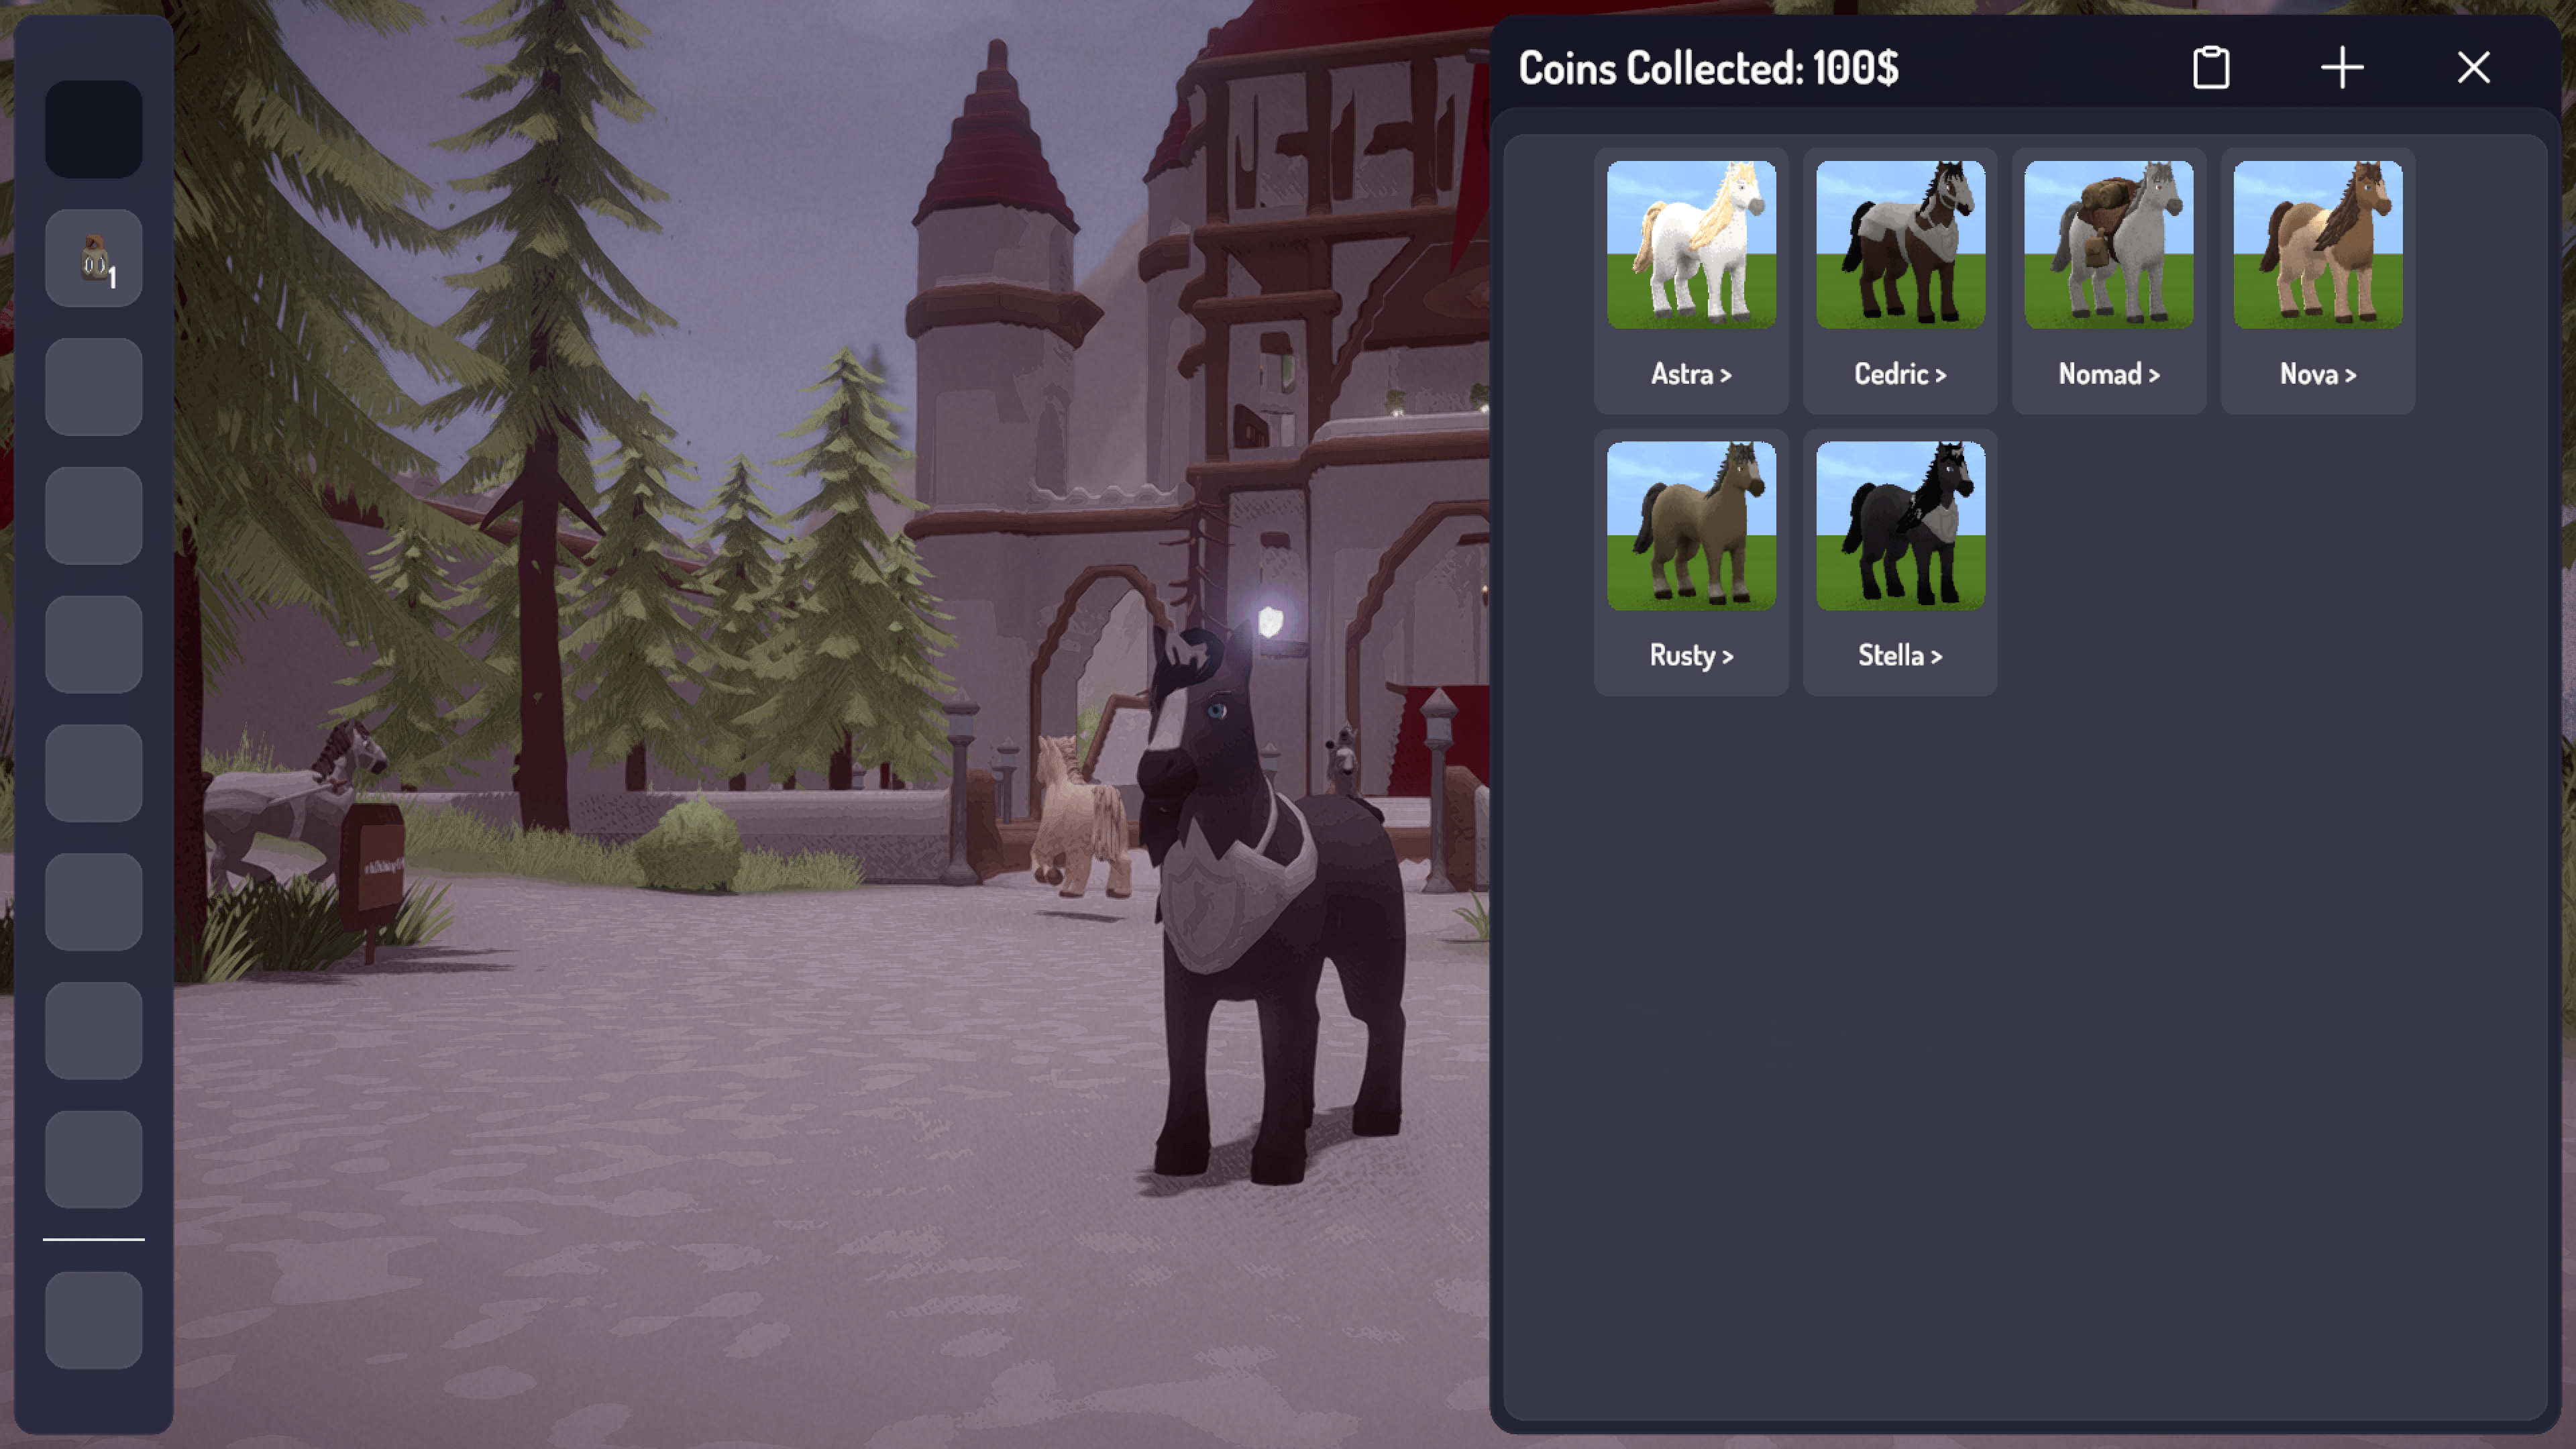 Coins Collected: 100$
1
Astra >
Cedric >
Nomad >
Nova >
Rusty >
Stella >